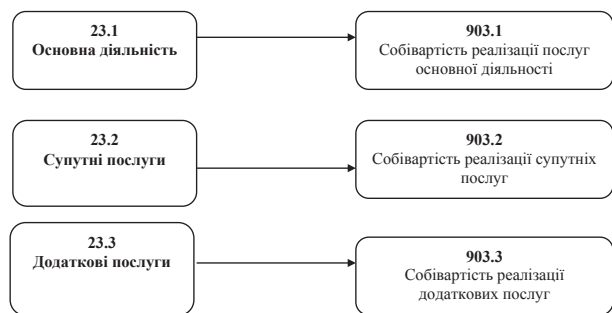 23.1
Основна діяльність
903.1
Собівартість реалізації послуг
основної діяльності
23.2
Супутні послуги
903.2
Собівартість реалізації супутніх
послуг
23.3
Додаткові послуги
903.3
Собівартість реалізації
додаткових послуг